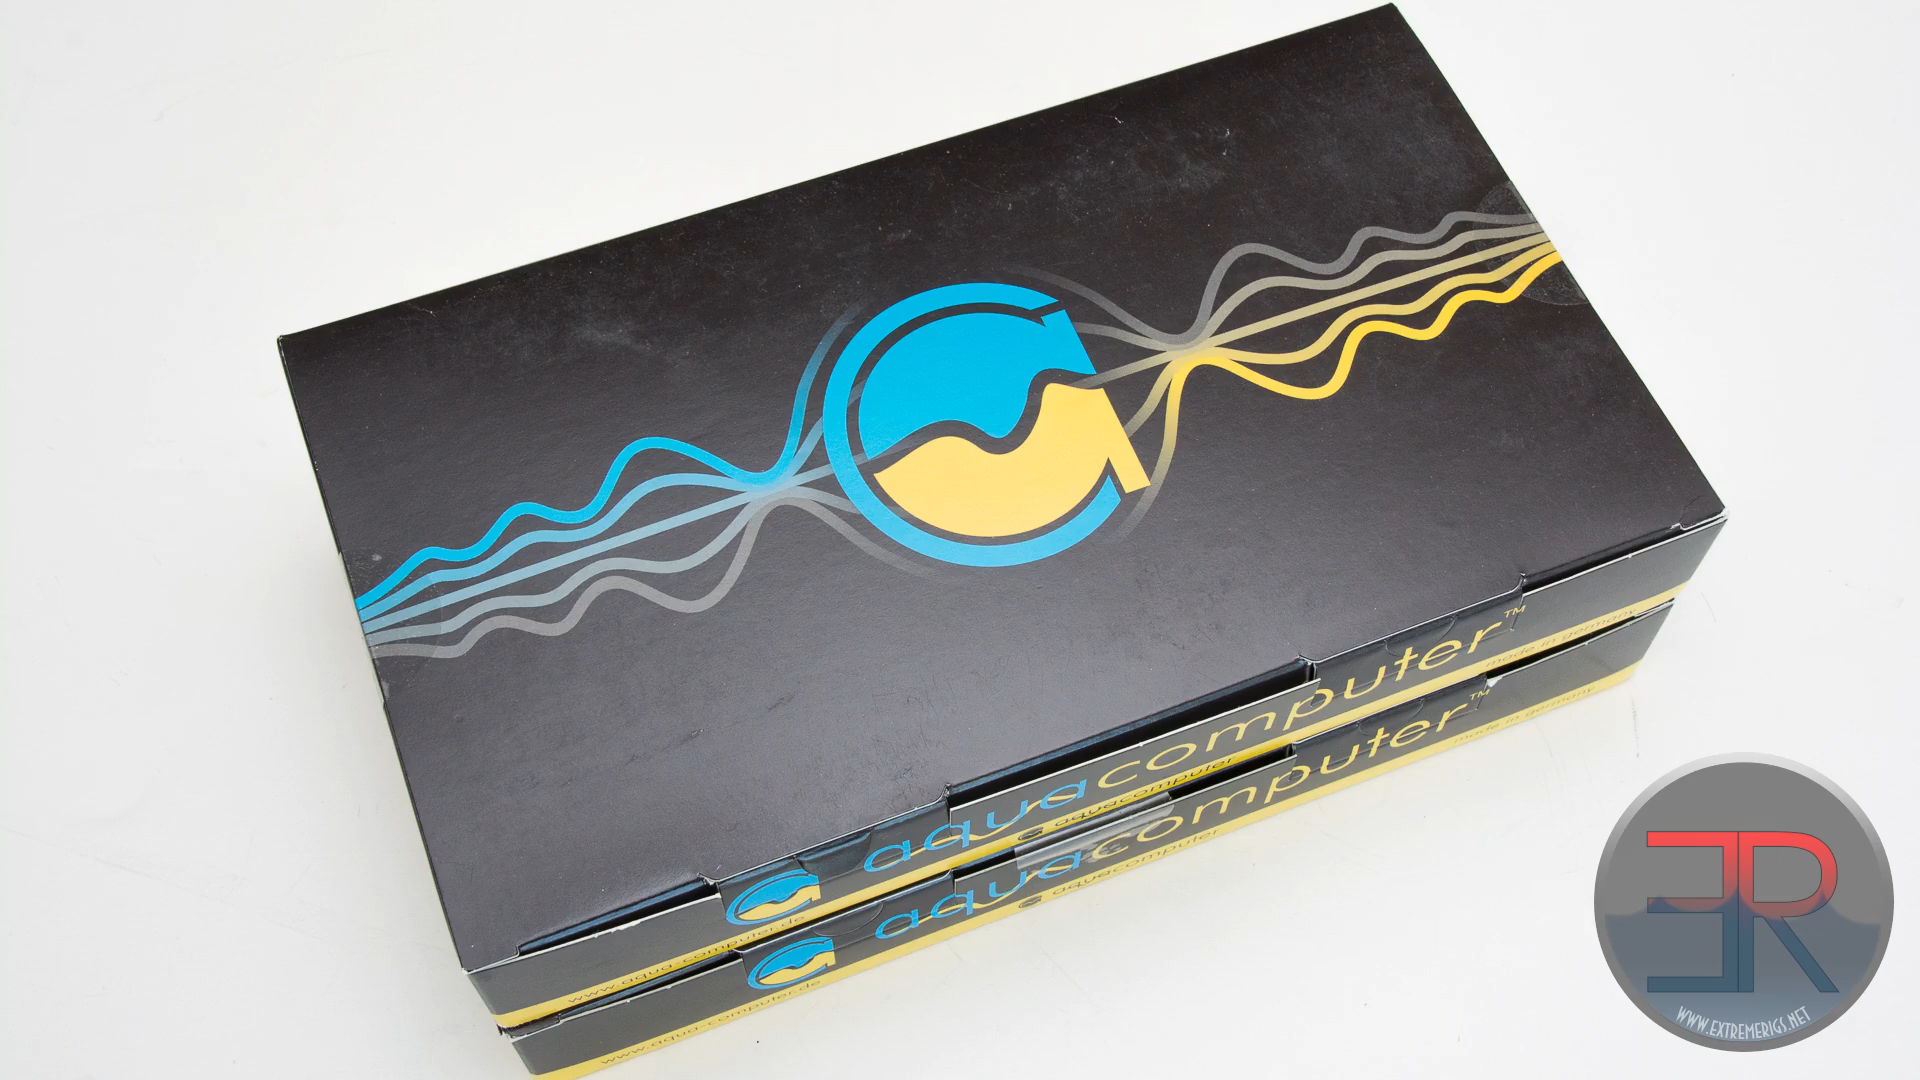 aquacomputer™
made in germany
aquacomputer
www.aqua-computer.de
aquacomputer™
made in germany
aquacomputer
www.aqua-computer.de
ER
WWW.EXTREMERIGS.NET